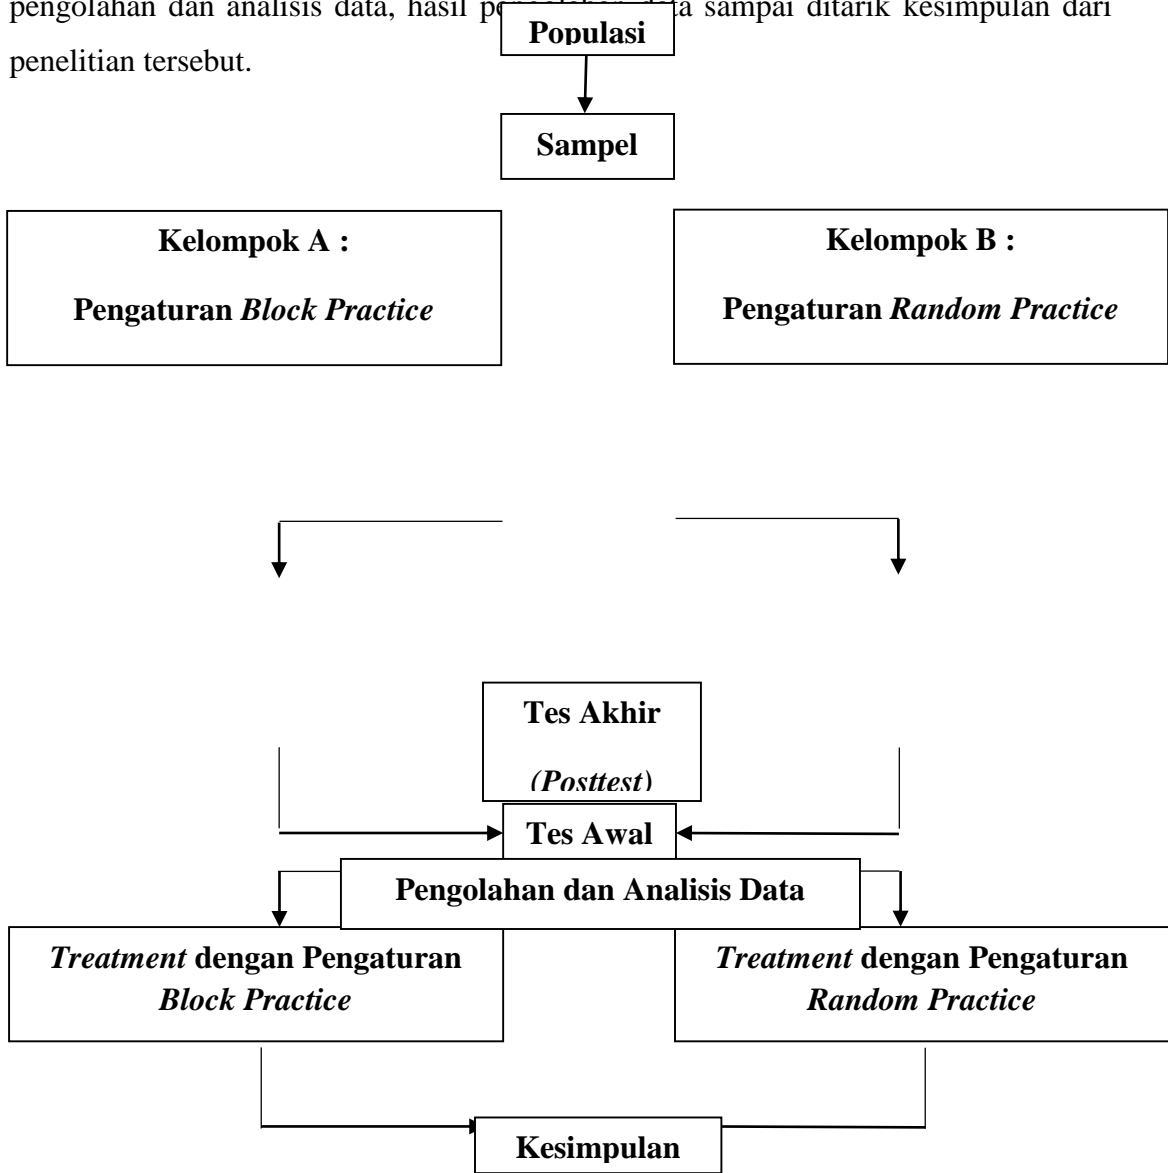 pengolahan dan analisis data, hasil pengolahan data sampai ditarik kesimpulan dari
Populasi
penelitian tersebut.
Sampel
Kelompok A :
Pengaturan Block Practice
Kelompok B :
Pengaturan Random Practice
Tes Akhir
(Posttest)
Tes Awal
Pengolahan dan Analisis Data
Treatment dengan Pengaturan
Block Practice
Treatment dengan Pengaturan
Random Practice
Kesimpulan